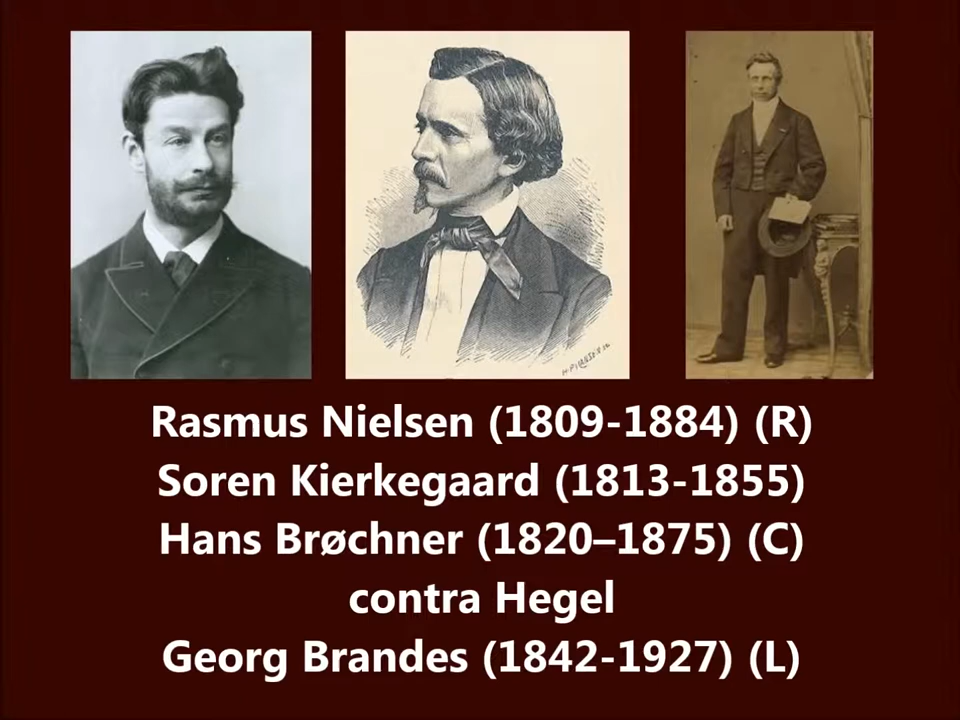 Rasmus Nielsen (1809-1884) (R)
Soren Kierkegaard (1813-1855)
Hans Brøchner (1820–1875) (C)
contra Hegel
Georg Brandes (1842-1927) (L)